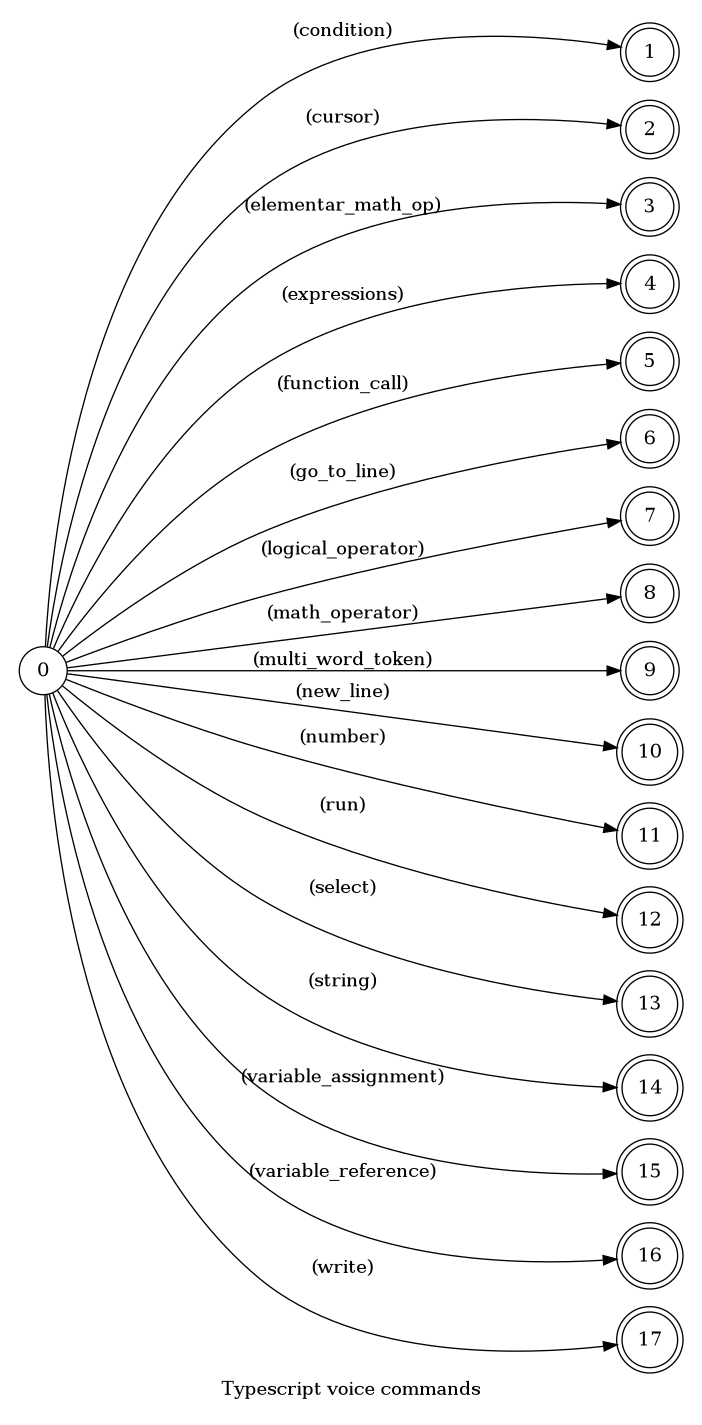 (condition)
1
(cursor)
2
(elementar_math_op)
3
(expressions)
4
(function_call)
5
(go_to_line)
6
(logical_operator)
7
(math_operator)
8
0
(multi_word_token)
9
(new_line)
10
(number)
11
(run)
12
(select)
13
(string)
14
(variable_assignment)
15
(variable_reference)
16
(write)
17
Typescript voice commands